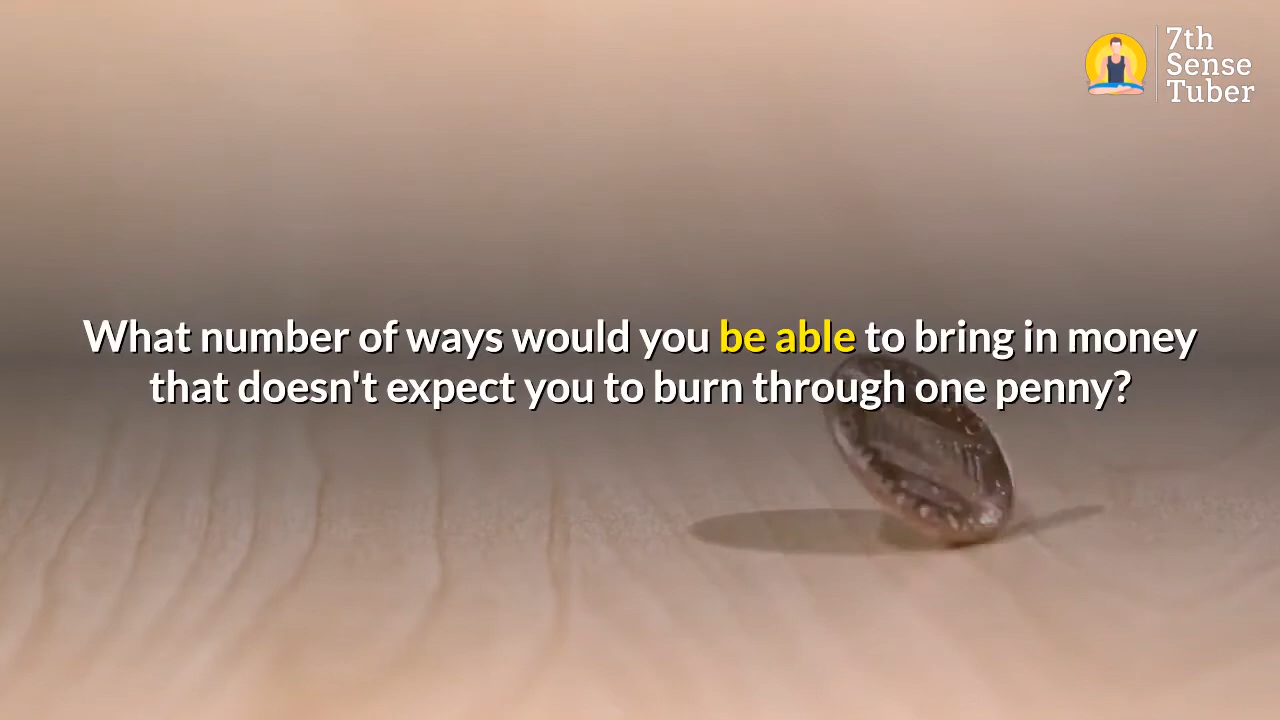 7th
Sense
Tuber
What number of ways would you be able to bring in money
that doesn't expect you to burn through one penny?